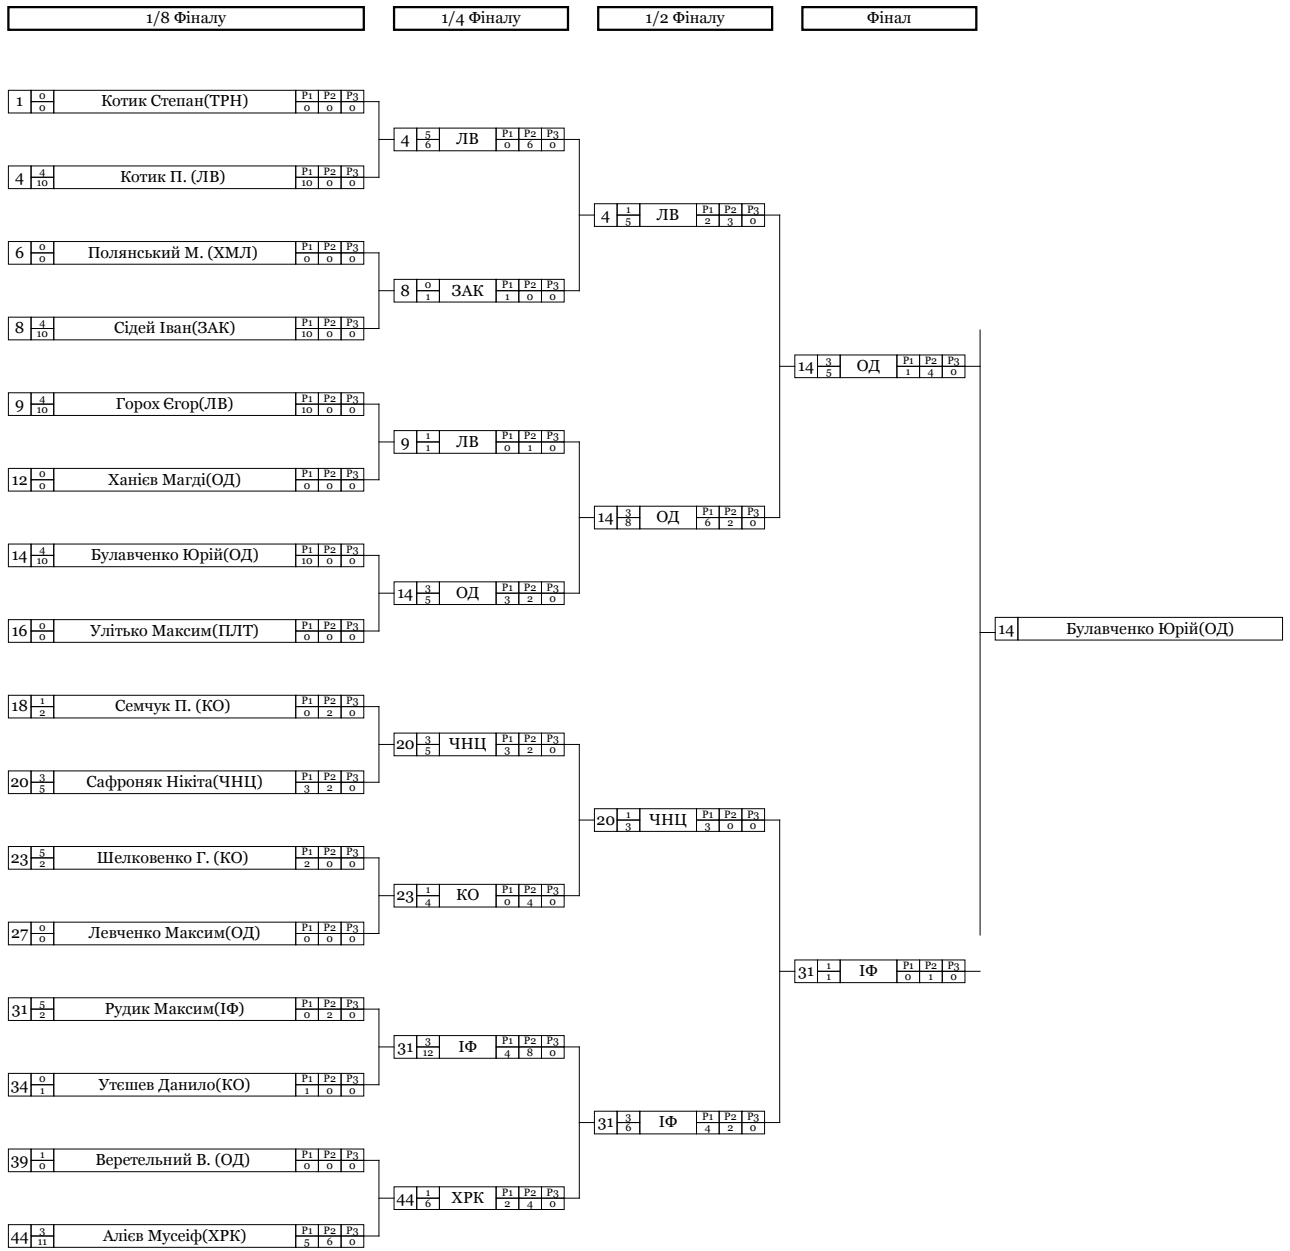 1/8 Фіналу 1/4 Фіналу 1/2 Фіналу Фінал
1 0 0 Котик Степан(ТРН) P1 P2 P3 0 0 0
4 5 6 ЛВ P1 P2 P3 0 6 0
4 4 10 Котик П. (ЛВ) P1 P2 P3 10 0 0
4 1 5 ЛВ P1 P2 P3 2 3 0
6 0 0 Полянський М. (ХМЛ) P1 P2 P3 0 0 0
8 0 1 ЗАК P1 P2 P3 1 0 0
8 4 10 Сідей Іван(ЗАК) P1 P2 P3 10 0 0
14 3 5 ОД P1 P2 P3 1 4 0
9 4 10 Горох Єгор(ЛВ) P1 P2 P3 10 0 0
9 1 1 ЛВ P1 P2 P3 0 1 0
12 0 0 Ханієв Магді(ОД) P1 P2 P3 0 0 0
14 3 8 ОД P1 P2 P3 6 2 0
14 4 10 Булавченко Юрій(ОД) P1 P2 P3 10 0 0
14 3 5 ОД P1 P2 P3 3 2 0
16 0 0 Улітько Максим(ПЛТ) P1 P2 P3 0 0 0
14 Булавченко Юрій(ОД)
18 1 2 Семчук П. (КО) P1 P2 P3 0 2 0
20 3 5 ЧНЦ P1 P2 P3 3 2 0
20 3 5 Сафроняк Нікіта(ЧНЦ) P1 P2 P3 3 2 0
20 1 3 ЧНЦ P1 P2 P3 3 0 0
23 5 2 Шелковенко Г. (КО) P1 P2 P3 2 0 0
23 1 4 КО P1 P2 P3 0 4 0
27 0 0 Левченко Максим(ОД) P1 P2 P3 0 0 0
31 1 1 ІФ P1 P2 P3 0 1 0
31 5 2 Рудик Максим(ІФ) P1 P2 P3 0 2 0
31 3 12 ІФ P1 P2 P3 4 8 0
34 0 1 Утєшев Данило(КО) P1 P2 P3 1 0 0
31 3 6 ІФ P1 P2 P3 4 2 0
39 1 0 Веретельний В. (ОД) P1 P2 P3 0 0 0
44 1 6 ХРК P1 P2 P3 2 4 0
44 3 11 Алієв Мусеіф(ХРК) P1 P2 P3 5 6 0